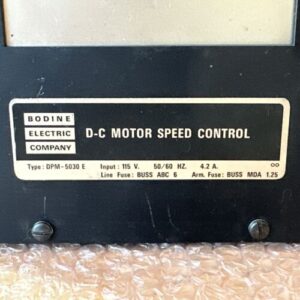 BODINE
ELECTRIC
COMPANY
D-C MOTOR SPEED CONTROL
Type: DPM-5030 E Input: 115 V. 50/60 HZ. 4.2 A. oo
Line Fuse: BUSS ABC 6 Arm. Fuse: BUSS MDA 1.25